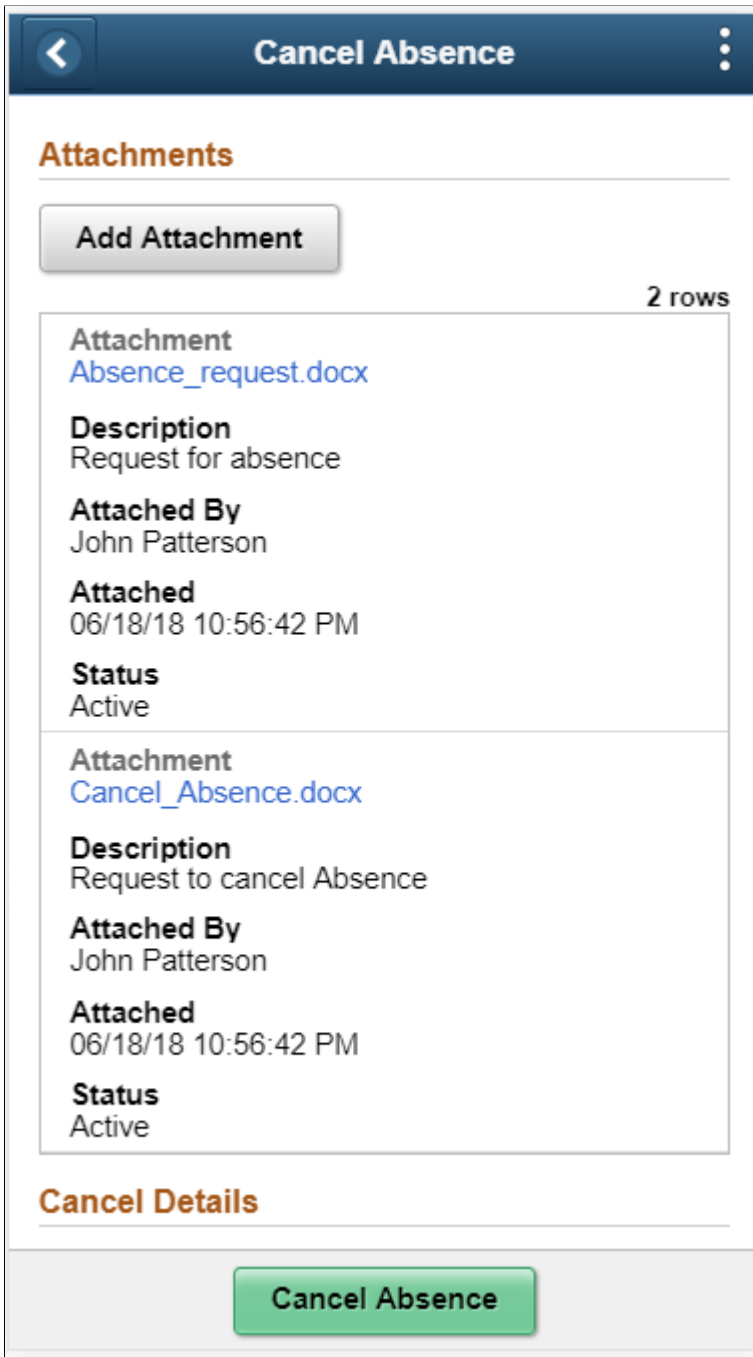 Cancel Absence
Attachments
Add Attachment
2 rows
Attachment
Absence_request.docx
Description
Request for absence
Attached By
John Patterson
Attached
06/18/18 10:56:42 PM
Status
Active
Attachment
Cancel_Absence.docx
Description
Request to cancel Absence
Attached By
John Patterson
Attached
06/18/18 10:56:42 PM
Status
Active
Cancel Details
Cancel Absence